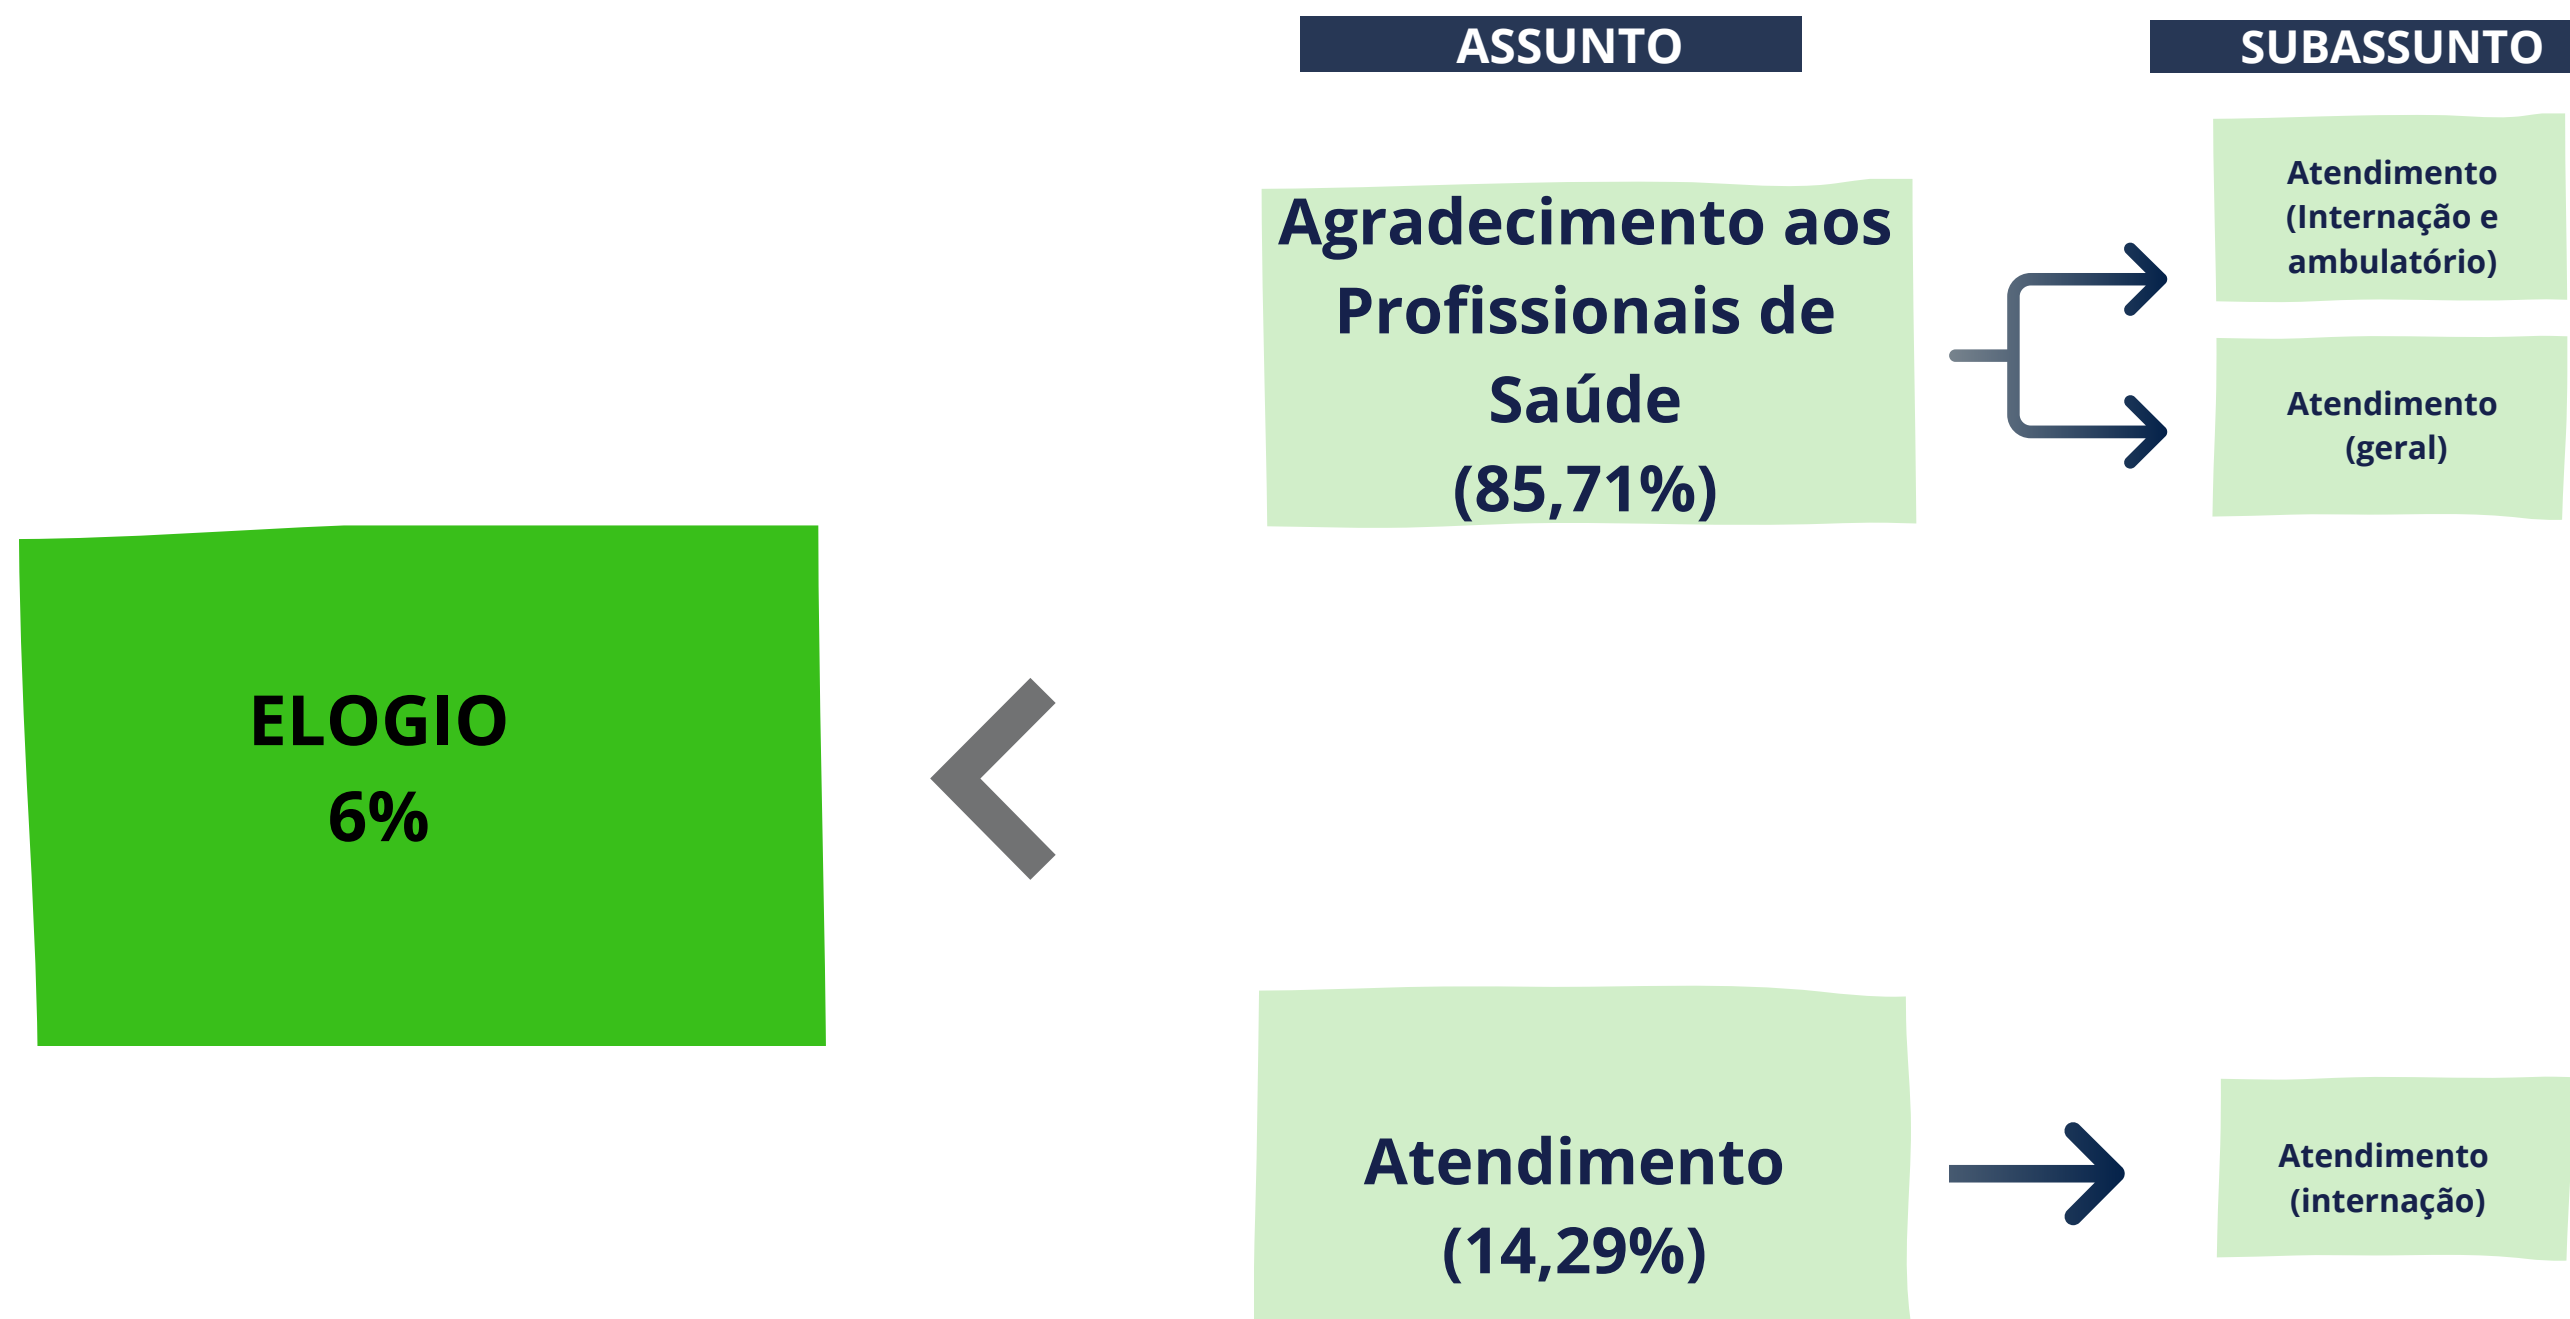 ASSUNTO
SUBASSUNTO
Agradecimento aos
Profissionais de
Saúde
(85,71%)
Atendimento
(Internação e
ambulatório)
Atendimento
(geral)
ELOGIO
6%
Atendimento
(14,29%)
Atendimento
(internação)